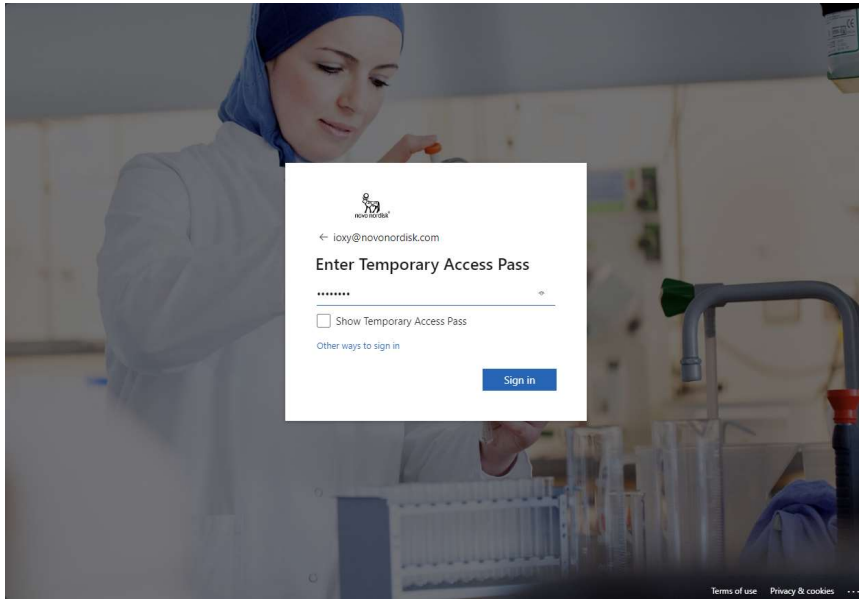 novo nordisk®
← ioxy@novonordisk.com
Enter Temporary Access Pass
••••••••
Show Temporary Access Pass
Other ways to sign in
Sign in
Terms of use Privacy & cookies ...